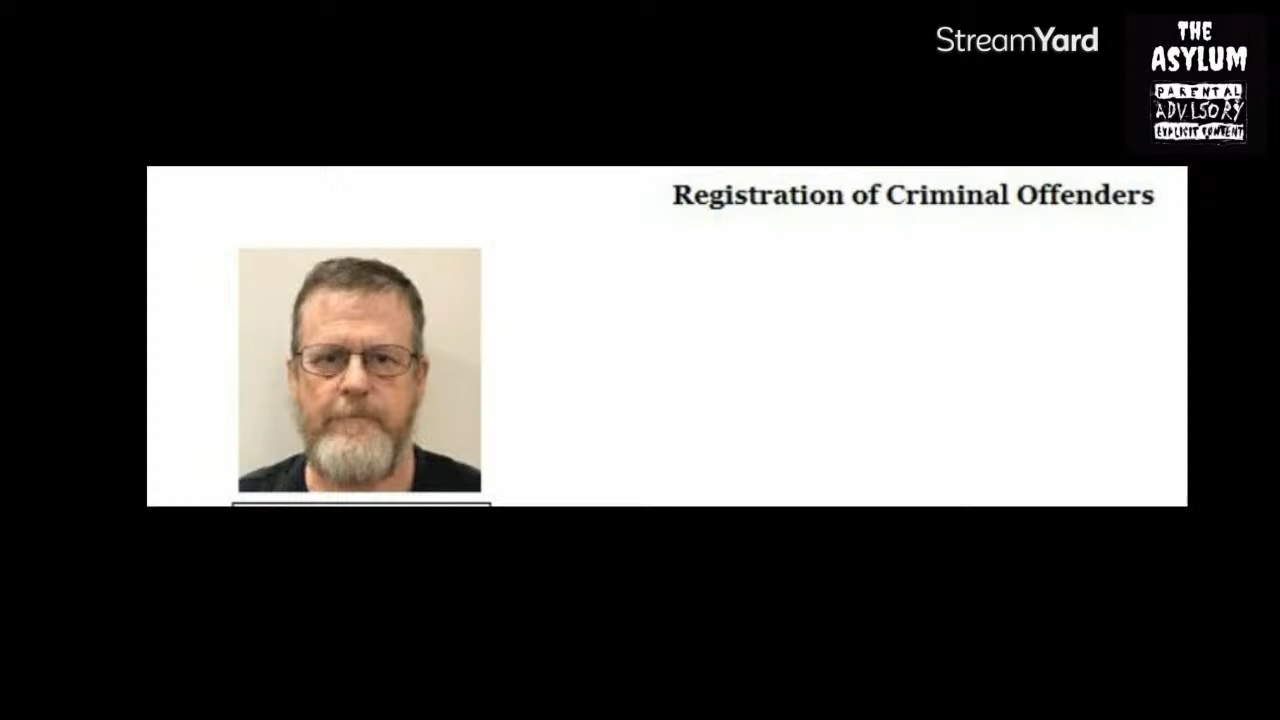 StreamYard
THE
ASYLUM
PARENTAL
ADVISORY
EXPLICIT CONTENT
Registration of Criminal Offenders